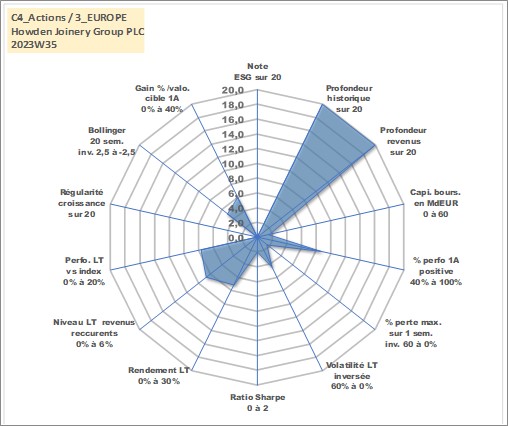 C4_Actions / 3_EUROPE
Howden Joinery Group PLC
2023W35
Note
ESG sur 20
Profondeur
historique
sur 20
Profondeur
revenus
sur 20
Capi. bours.
en MdEUR
0 à 60
% perfo 1A
positive
40% à 100%
% perte max.
sur 1 sem.
inv. 60 à 0%
Volatilité LT
inversée
60% à 0%
Ratio Sharpe
0 à 2
Rendement LT
0% à 30%
Niveau LT revenus
reccurents
0% à 6%
Perfo. LT
vs index
0% à 20%
Régularité
croissance
sur 20
Bollinger
20 sem.
inv. 2,5 à -2,5
Gain % /valo.
cible 1A
0% à 40%
20,0
18,0
16,0
14,0
12,0
10,0
8,0
6,0
4,0
2,0
0,0